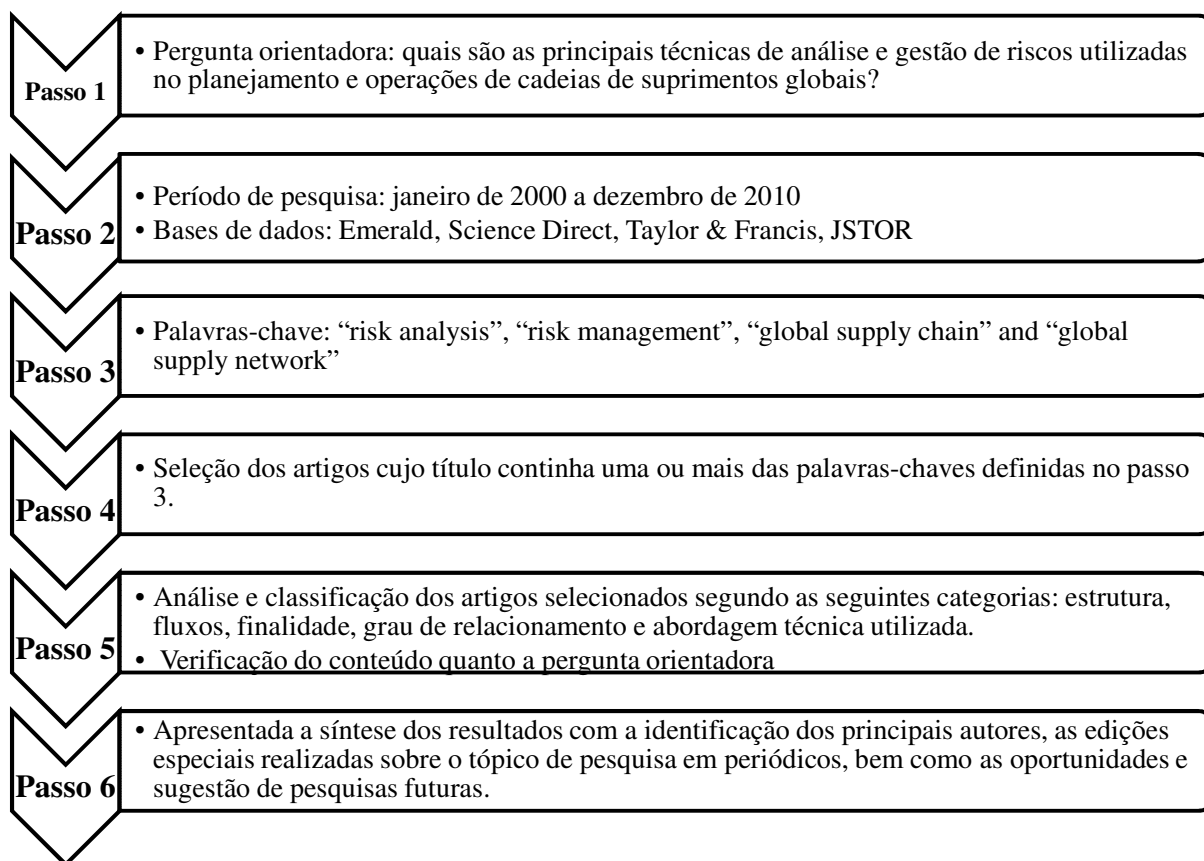 Passo 1
• Pergunta orientadora: quais são as principais técnicas de análise e gestão de riscos utilizadas
no planejamento e operações de cadeias de suprimentos globais?
Passo 2
• Período de pesquisa: janeiro de 2000 a dezembro de 2010
• Bases de dados: Emerald, Science Direct, Taylor & Francis, JSTOR
Passo 3
• Palavras-chave: “risk analysis”, “risk management”, “global supply chain” and “global
supply network”
Passo 4
• Seleção dos artigos cujo título continha uma ou mais das palavras-chaves definidas no passo
3.
Passo 5
• Análise e classificação dos artigos selecionados segundo as seguintes categorias: estrutura,
fluxos, finalidade, grau de relacionamento e abordagem técnica utilizada.
• Verificação do conteúdo quanto a pergunta orientadora
Passo 6
• Apresentada a síntese dos resultados com a identificação dos principais autores, as edições
especiais realizadas sobre o tópico de pesquisa em periódicos, bem como as oportunidades e
sugestão de pesquisas futuras.